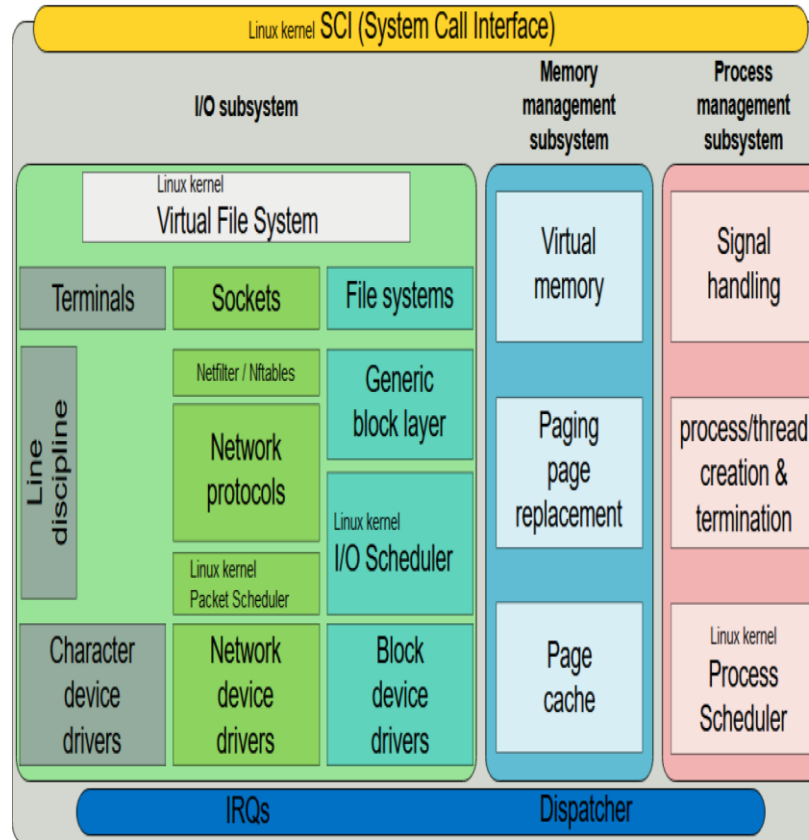 Linux kernel SCI (System Call Interface)
I/O subsystem
Memory
management
subsystem
Process
management
subsystem
Linux kernel
Virtual File System
Terminals
Sockets
File systems
Line
discipline
Netfilter / Nftables
Network
protocols
Linux kernel
Packet Scheduler
Generic
block layer
Linux kernel
I/O Scheduler
Character
device
drivers
Network
device
drivers
Block
device
drivers
Virtual
memory
Paging
page
replacement
Page
cache
Signal
handling
process/thread
creation &
termination
Linux kernel
Process
Scheduler
IRQs
Dispatcher